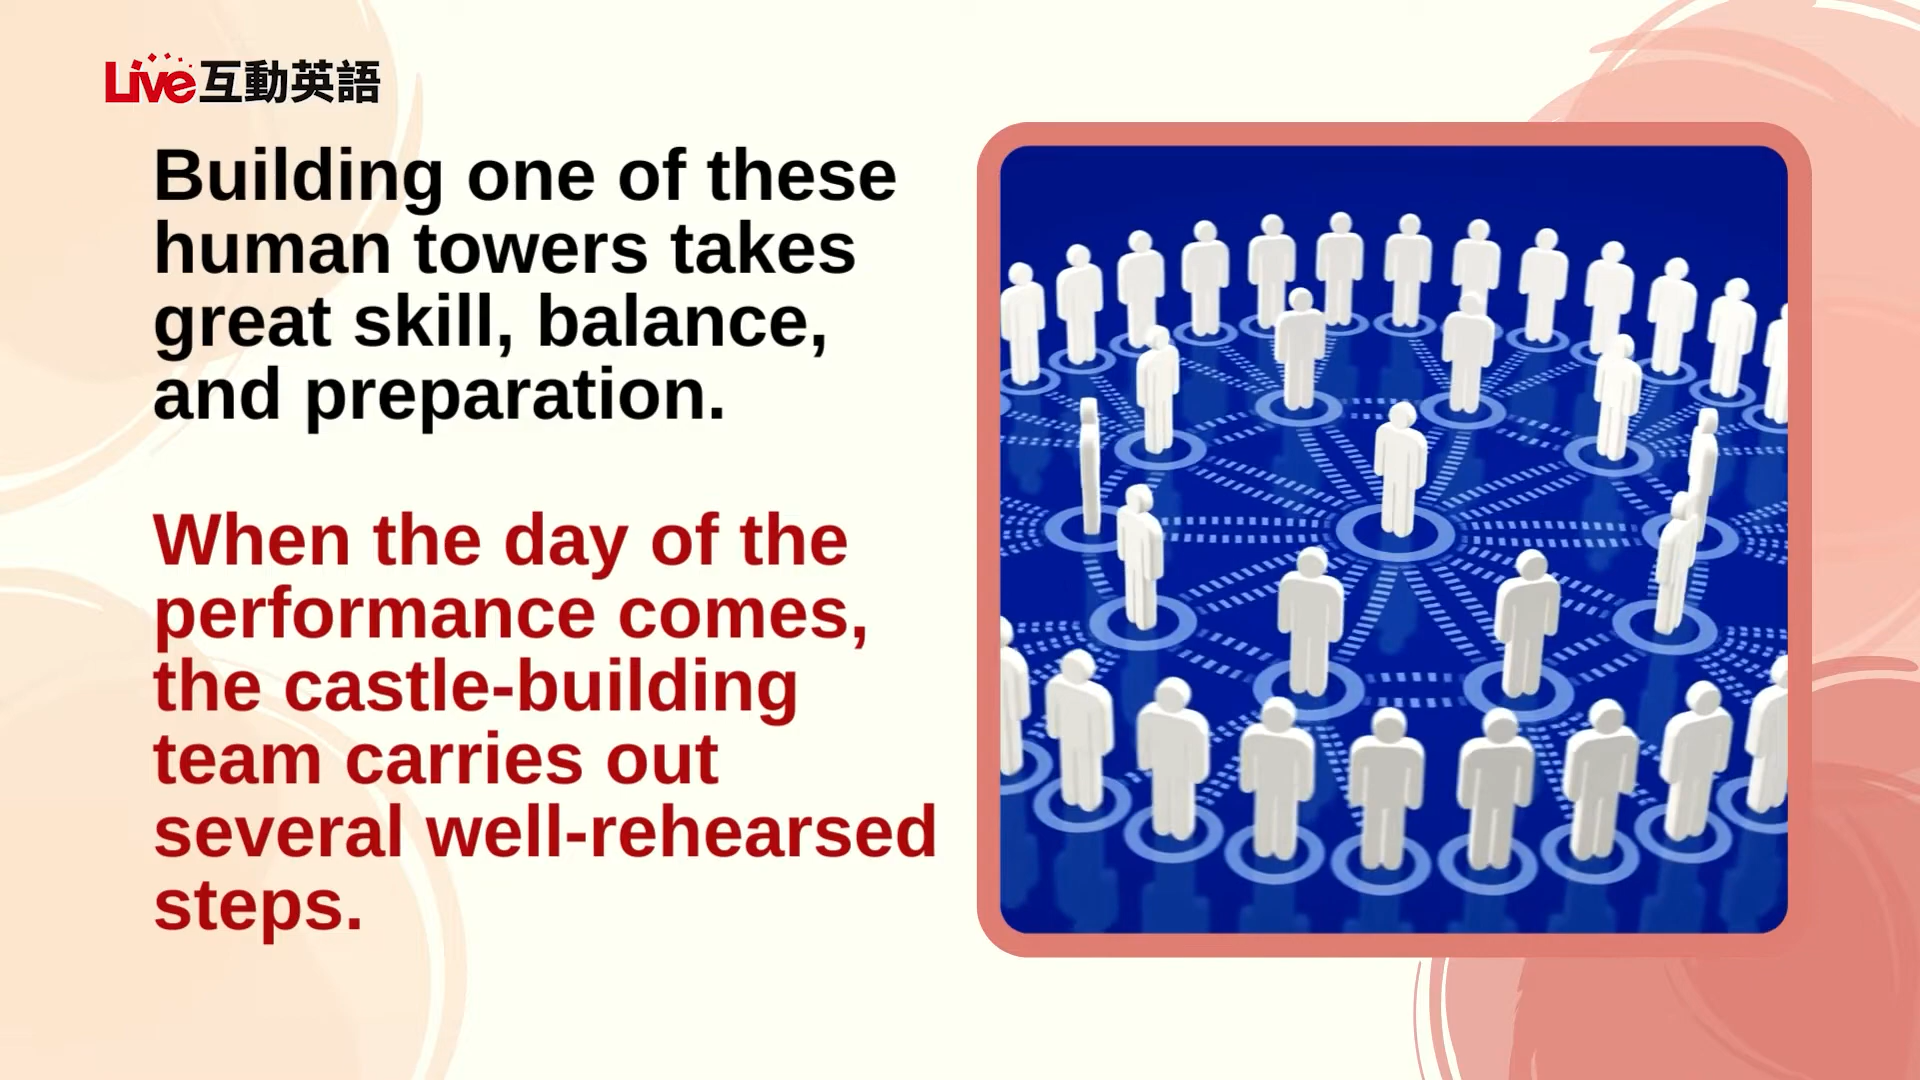 Live互動英語
Building one of these
human towers takes
great skill, balance,
and preparation.
When the day of the
performance comes,
the castle-building
team carries out
several well-rehearsed
steps.